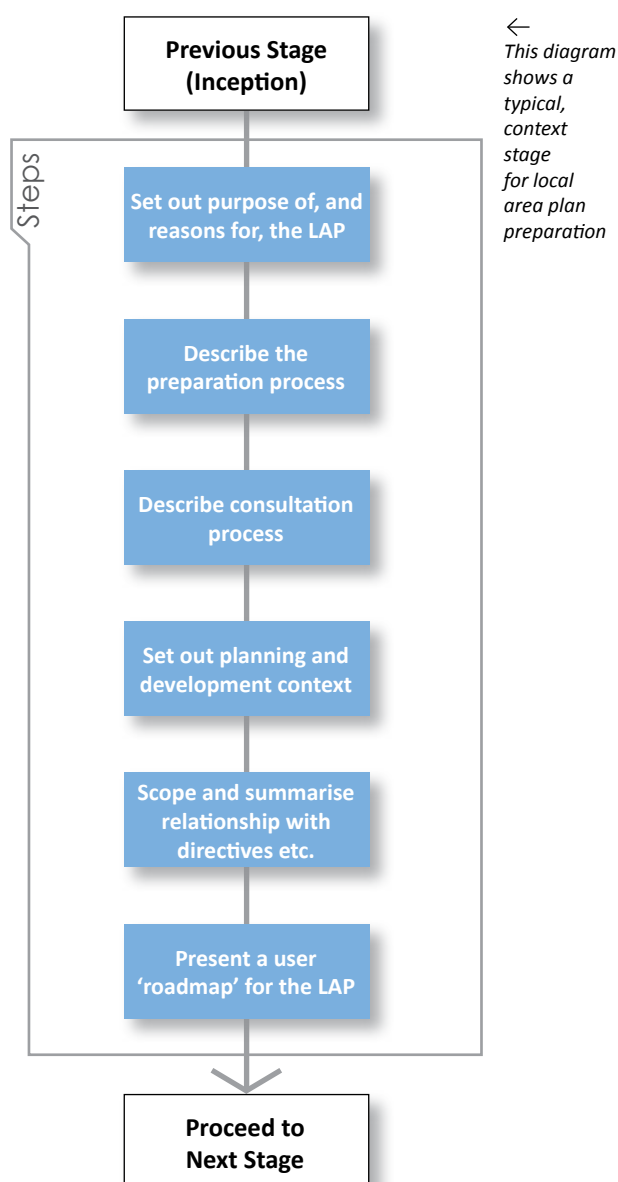 Previous Stage
(Inception)
←
This diagram
shows a
typical,
context
stage
for local
area plan
preparation
Steps
Set out purpose of, and
reasons for, the LAP
Describe the
preparation process
Describe consultation
process
Set out planning and
development context
Scope and summarise
relationship with
directives etc.
Present a user
‘roadmap’ for the LAP
Proceed to
Next Stage